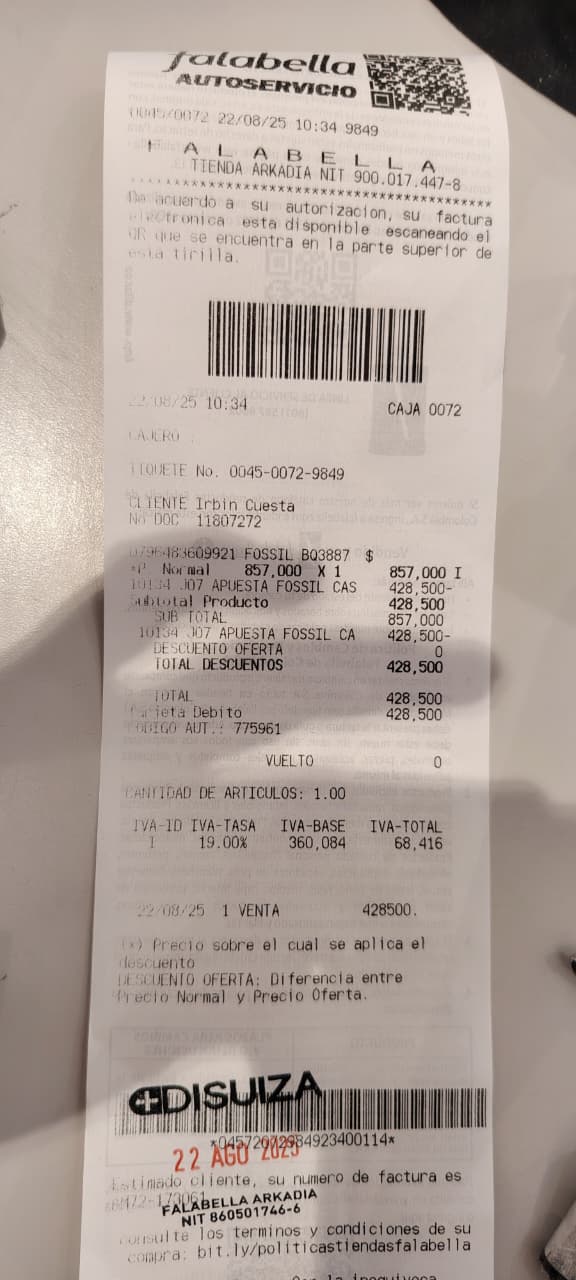 falabella
AUTOSERVICIO
0045/0072 22/08/25 10:34 9849
F A L A B E L L A
TIENDA ARKADIA NIT 900.017.447-8
****************************************
De acuerdo a su autorizacion, su factura
electronica esta disponible escaneando el
QR que se encuentra en la parte superior de
esta tirilla.
22/08/25 10:34 CAJA 0072
CAJERO :
TIQUETE No. 0045-0072-9849
CLIENTE Irbin Cuesta
No DOC 11807272
0796483609921 FOSSIL BQ3887 $
*P. Normal 857,000 X 1 857,000 I
10134 J07 APUESTA FOSSIL CAS 428,500-
Subtotal Producto 428,500
SUB TOTAL 857,000
10134 J07 APUESTA FOSSIL CA 428,500-
DESCUENTO OFERTA 0
TOTAL DESCUENTOS 428,500
TOTAL 428,500
Tarjeta Debito 428,500
CODIGO AUT.: 775961
VUELTO 0
CANTIDAD DE ARTICULOS: 1.00
IVA-ID IVA-TASA IVA-BASE IVA-TOTAL
I 19.00% 360,084 68,416
22/08/25 1 VENTA 428500.
(*) Precio sobre el cual se aplica el
descuento
DESCUENTO OFERTA: Diferencia entre
Precio Normal y Precio Oferta.
DISUIZA
22 AGO 2025
Estimado cliente, su numero de factura es
FALABELLA ARKADIA
NIT 860501746-6
consulte los terminos y condiciones de su
compra: bit.ly/politicastiendasfalabella